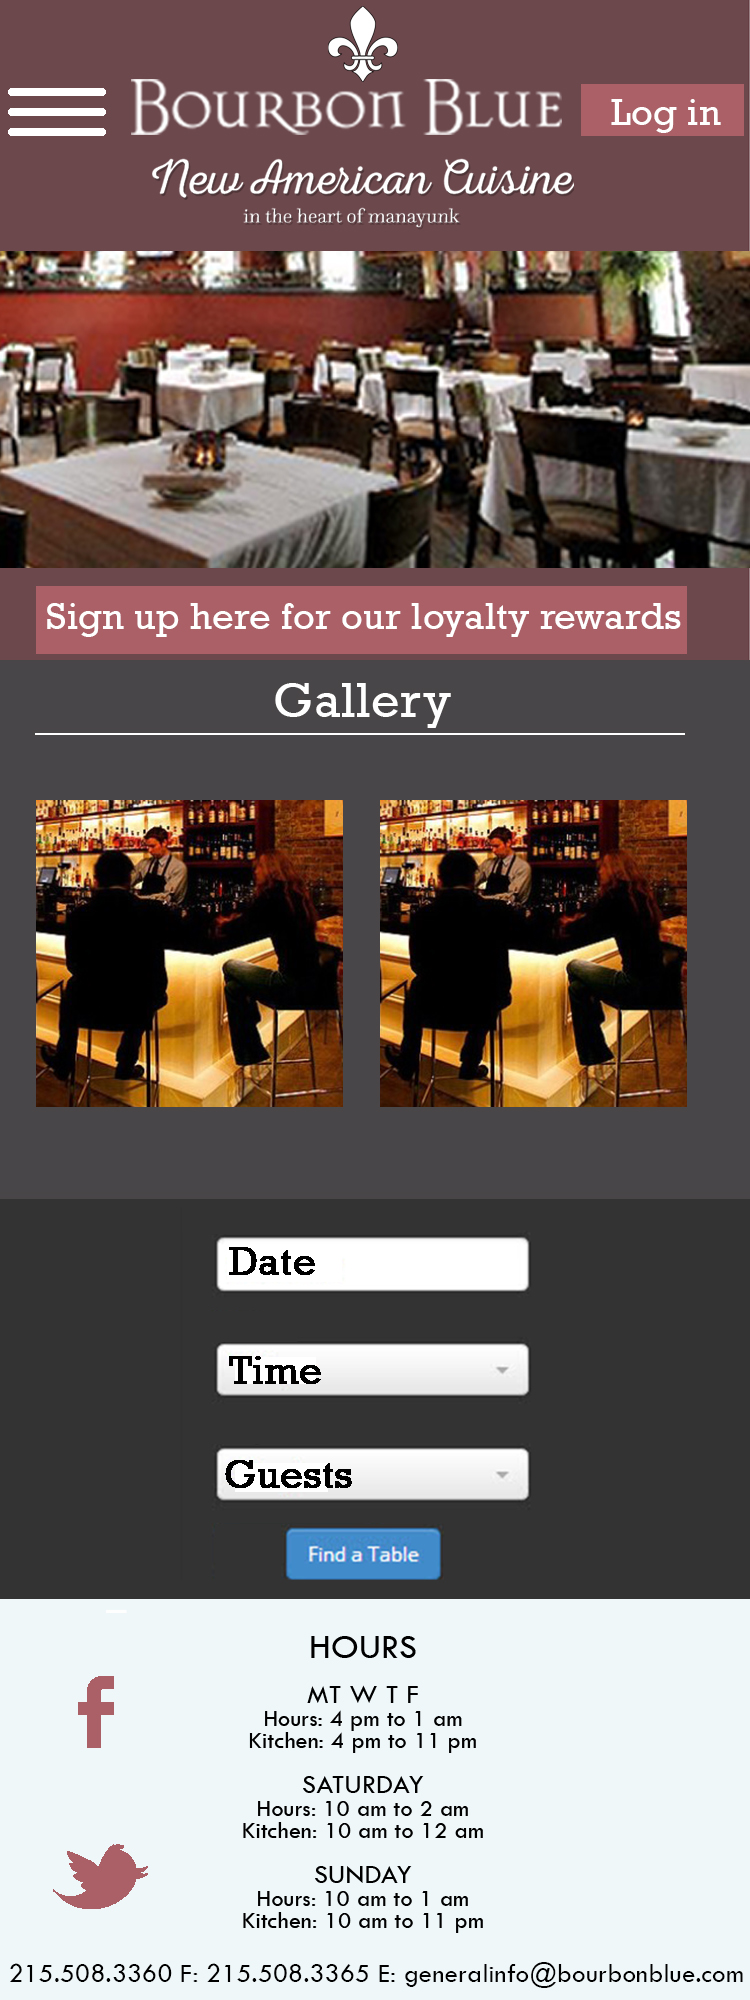 Bourbon Blue
Log in
New American Cuisine
in the heart of manayunk
Sign up here for our loyalty rewards
Gallery
Date
Time
Guests
Find a Table
HOURS
MT W T F
Hours: 4 pm to 1 am
Kitchen: 4 pm to 11 pm
SATURDAY
Hours: 10 am to 2 am
Kitchen: 10 am to 12 am
SUNDAY
Hours: 10 am to 1 am
Kitchen: 10 am to 11 pm
215.508.3360 F: 215.508.3365 E: generalinfo@bourbonblue.com